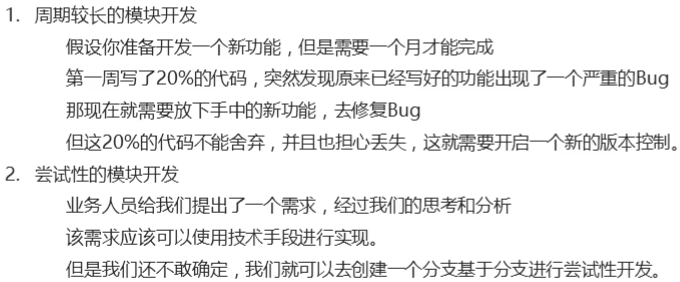 1. 周期较长的模块开发
假设你准备开发一个新功能，但是需要一个月才能完成
第一周写了20%的代码，突然发现原来已经写好的功能出现了一个严重的Bug
那现在就需要放下手中的新功能，去修复Bug
但这20%的代码不能舍弃，并且也担心丢失，这就需要开启一个新的版本控制。
2. 尝试性的模块开发
业务人员给我们提出了一个需求，经过我们的思考和分析
该需求应该可以使用技术手段进行实现。
但是我们还不敢确定，我们就可以去创建一个分支基于分支进行尝试性开发。